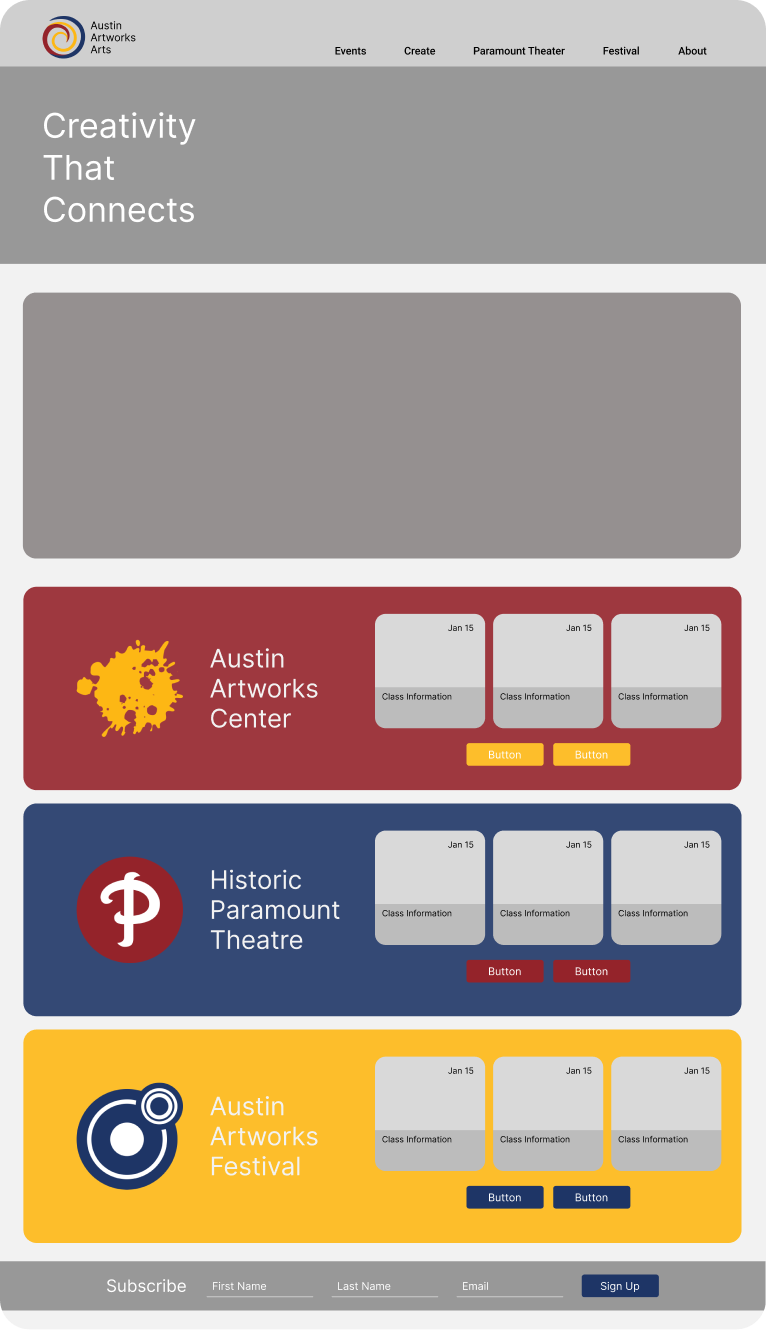 Austin
Artworks
Arts
Events Create Paramount Theater Festival About
Creativity
That
Connects
Austin
Artworks
Center
Jan 15 Jan 15 Jan 15
Class Information Class Information Class Information
Button Button
Historic
Paramount
Theatre
Jan 15 Jan 15 Jan 15
Class Information Class Information Class Information
Button Button
Austin
Artworks
Festival
Jan 15 Jan 15 Jan 15
Class Information Class Information Class Information
Button Button
Subscribe First Name Last Name Email Sign Up